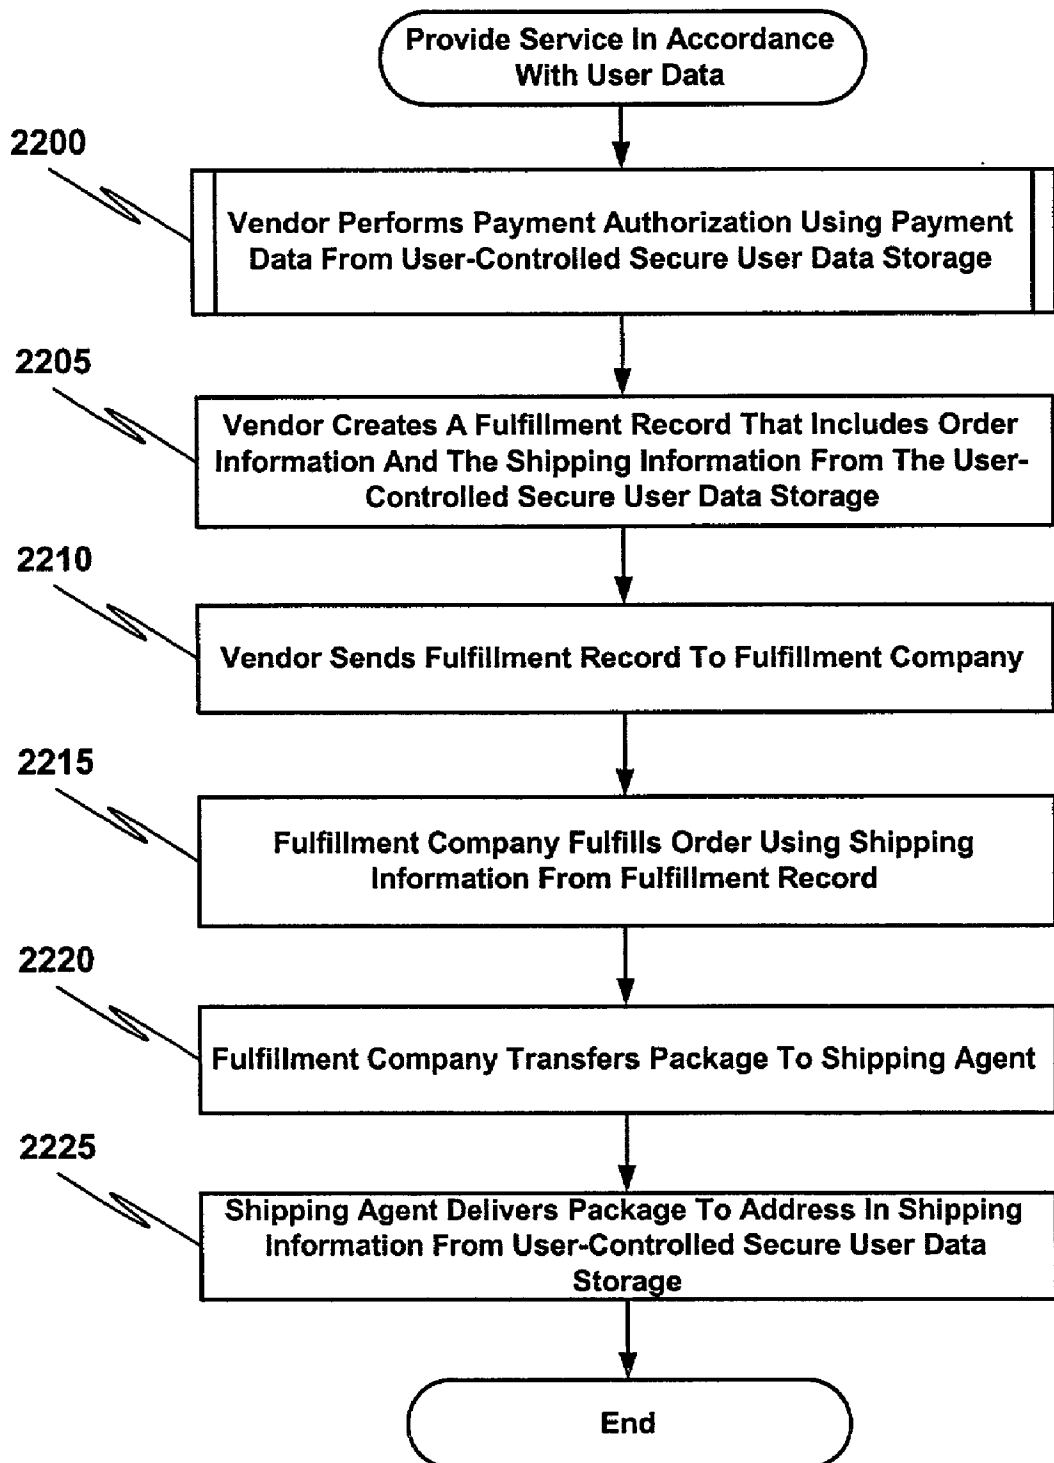 Provide Service In Accordance
With User Data
2200
Vendor Performs Payment Authorization Using Payment
Data From User-Controlled Secure User Data Storage
2205
Vendor Creates A Fulfillment Record That Includes Order
Information And The Shipping Information From The User-
Controlled Secure User Data Storage
2210
Vendor Sends Fulfillment Record To Fulfillment Company
2215
Fulfillment Company Fulfills Order Using Shipping
Information From Fulfillment Record
2220
Fulfillment Company Transfers Package To Shipping Agent
2225
Shipping Agent Delivers Package To Address In Shipping
Information From User-Controlled Secure User Data
Storage
End